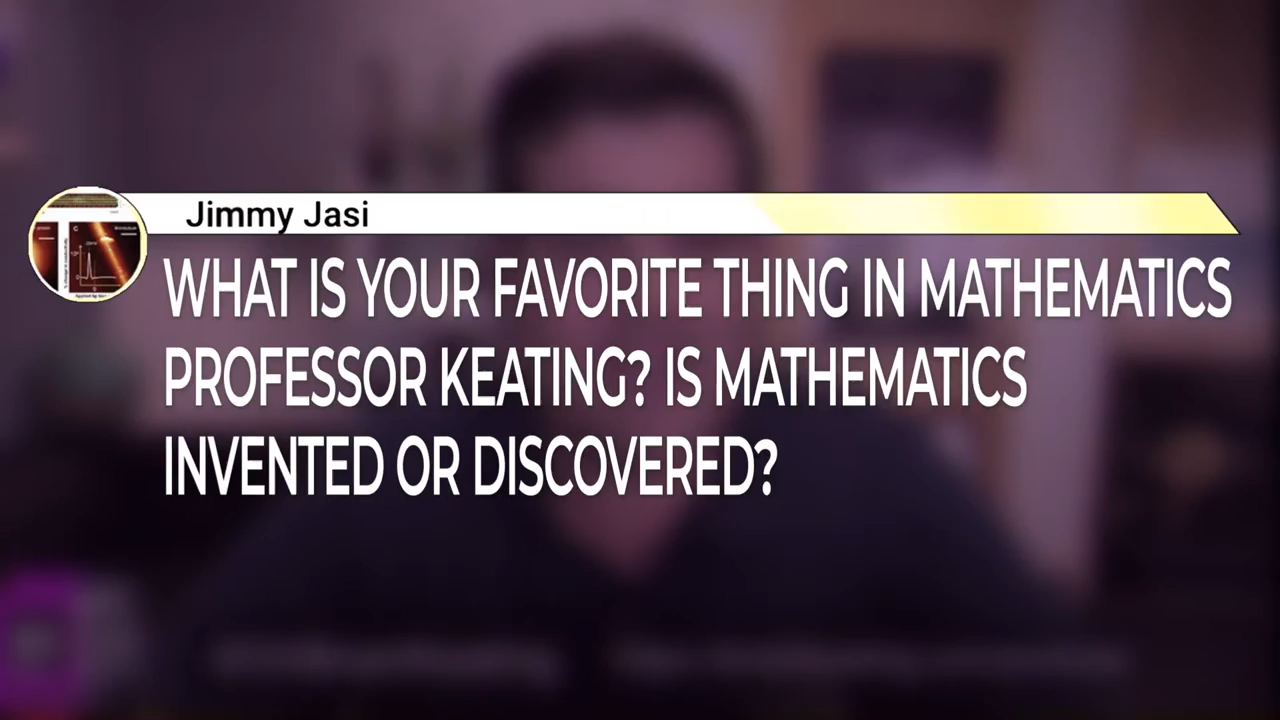 Jimmy Jasi
WHAT IS YOUR FAVORITE THING IN MATHEMATICS
PROFESSOR KEATING? IS MATHEMATICS
INVENTED OR DISCOVERED?